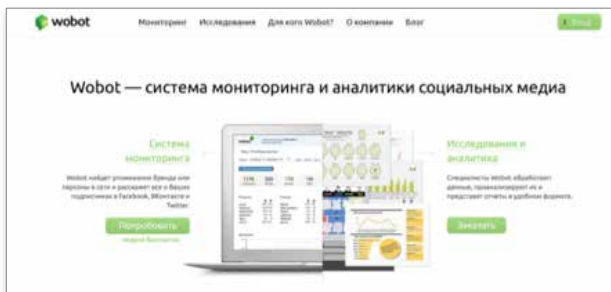 wobot
Мониторинг Исследования Для кого Wobot? О компании Блог
Вход
Wobot — система мониторинга и аналитики социальных медиа
Система
мониторинга
Wobot найдет упоминания бренда или
персоны в сети и расскажет все о Ваших
подписчиках в Facebook, ВКонтакте и
Twitter.
Попробовать
неделя бесплатно
Исследования и
аналитика
Специалисты Wobot обработают
данные, проанализируют их и
представят отчеты в удобном формате.
Заказать